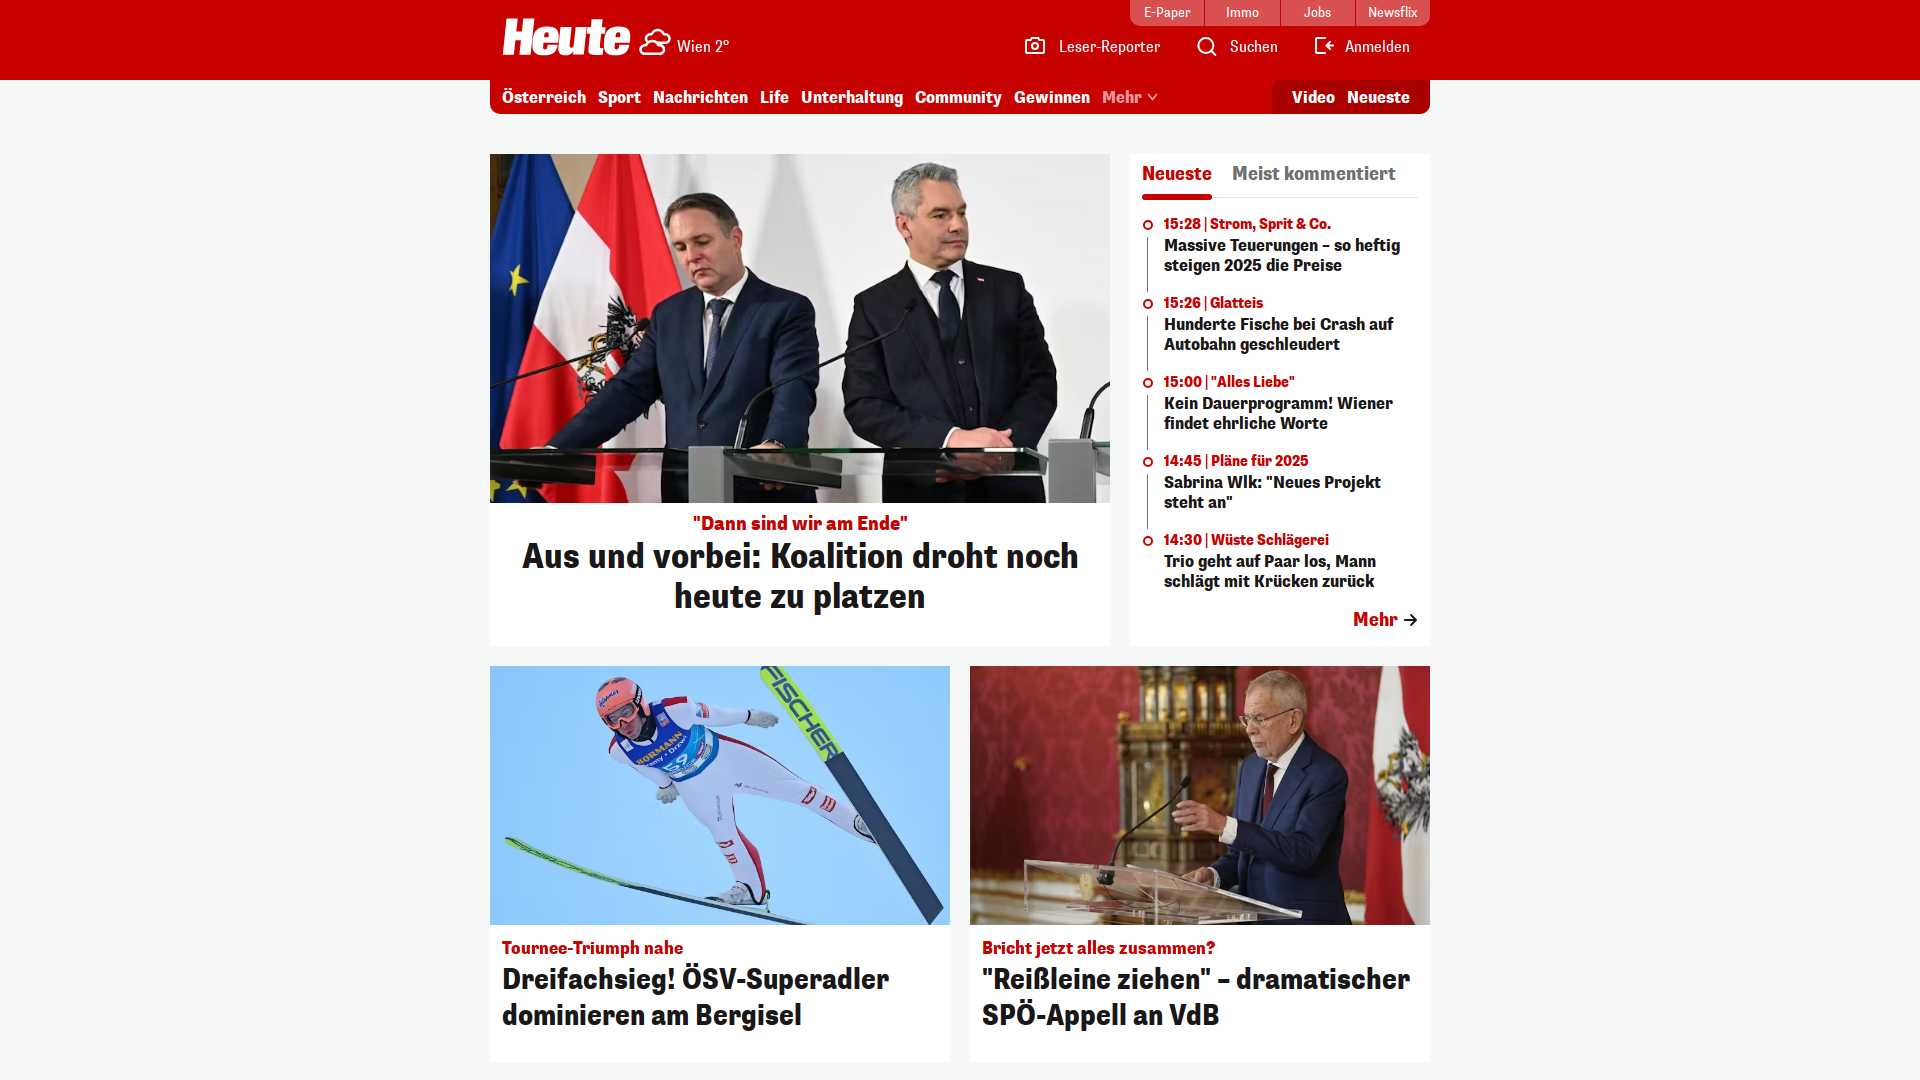 E-Paper
Immo
Jobs
Newsflix
Heute
Wien 2°
Leser-Reporter
Suchen
Anmelden
Österreich
Sport
Nachrichten
Life
Unterhaltung
Community
Gewinnen
Mehr
Video
Neueste
"Dann sind wir am Ende"
Aus und vorbei: Koalition droht noch
heute zu platzen
Neueste
Meist kommentiert
15:28 | Strom, Sprit & Co.
Massive Teuerungen – so heftig
steigen 2025 die Preise
15:26 | Glatteis
Hunderte Fische bei Crash auf
Autobahn geschleudert
15:00 | "Alles Liebe"
Kein Dauerprogramm! Wiener
findet ehrliche Worte
14:45 | Pläne für 2025
Sabrina Wlk: "Neues Projekt
steht an"
14:30 | Wüste Schlägerei
Trio geht auf Paar los, Mann
schlägt mit Krücken zurück
Mehr
FISCHER
59
Tournee-Triumph nahe
Dreifachsieg! ÖSV-Superadler
dominieren am Bergisel
Bricht jetzt alles zusammen?
"Reißleine ziehen" – dramatischer
SPÖ-Appell an VdB